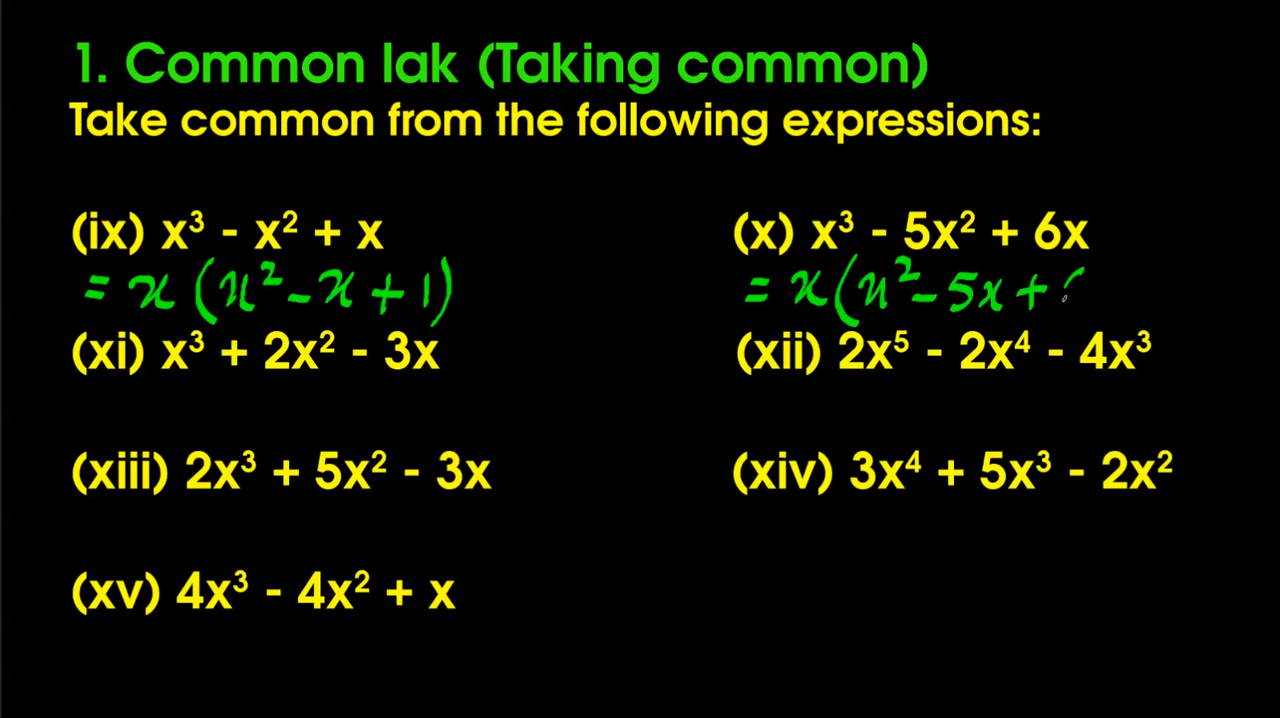 1. Common lak (Taking common)
Take common from the following expressions:
(ix) x³ - x² + x
(x) x³ - 5x² + 6x
= x (x² - x + 1)
= x (x² - 5x +
(xi) x³ + 2x² - 3x
(xii) 2x⁵ - 2x⁴ - 4x³
(xiii) 2x³ + 5x² - 3x
(xiv) 3x⁴ + 5x³ - 2x²
(xv) 4x³ - 4x² + x